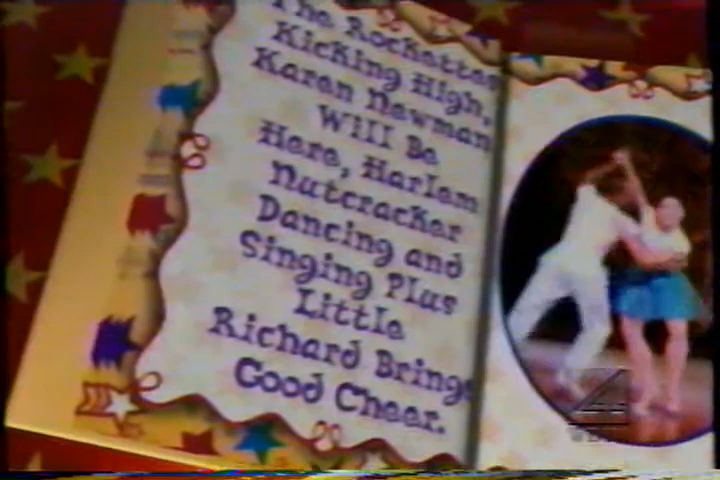 The Rockettes
Kicking High,
Karen Newman
Will Be
Here, Harlem
Nutcracker
Dancing and
Singing Plus
Little
Richard Brings
Good Cheer.
4